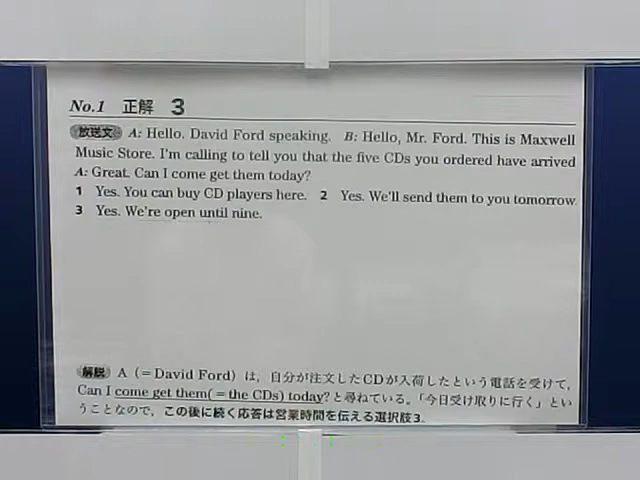 No.1 正解 3
放送文 A: Hello. David Ford speaking. B: Hello, Mr. Ford. This is Maxwell
Music Store. I'm calling to tell you that the five CDs you ordered have arrived
A: Great. Can I come get them today?
1 Yes. You can buy CD players here. 2 Yes. We'll send them to you tomorrow.
3 Yes. We're open until nine.
解説 A（＝David Ford）は，自分が注文したCDが入荷したという電話を受けて，
Can I come get them(＝the CDs) today?と尋ねている。「今日受け取りに行く」とい
うことなので，この後に続く応答は営業時間を伝える選択肢3。